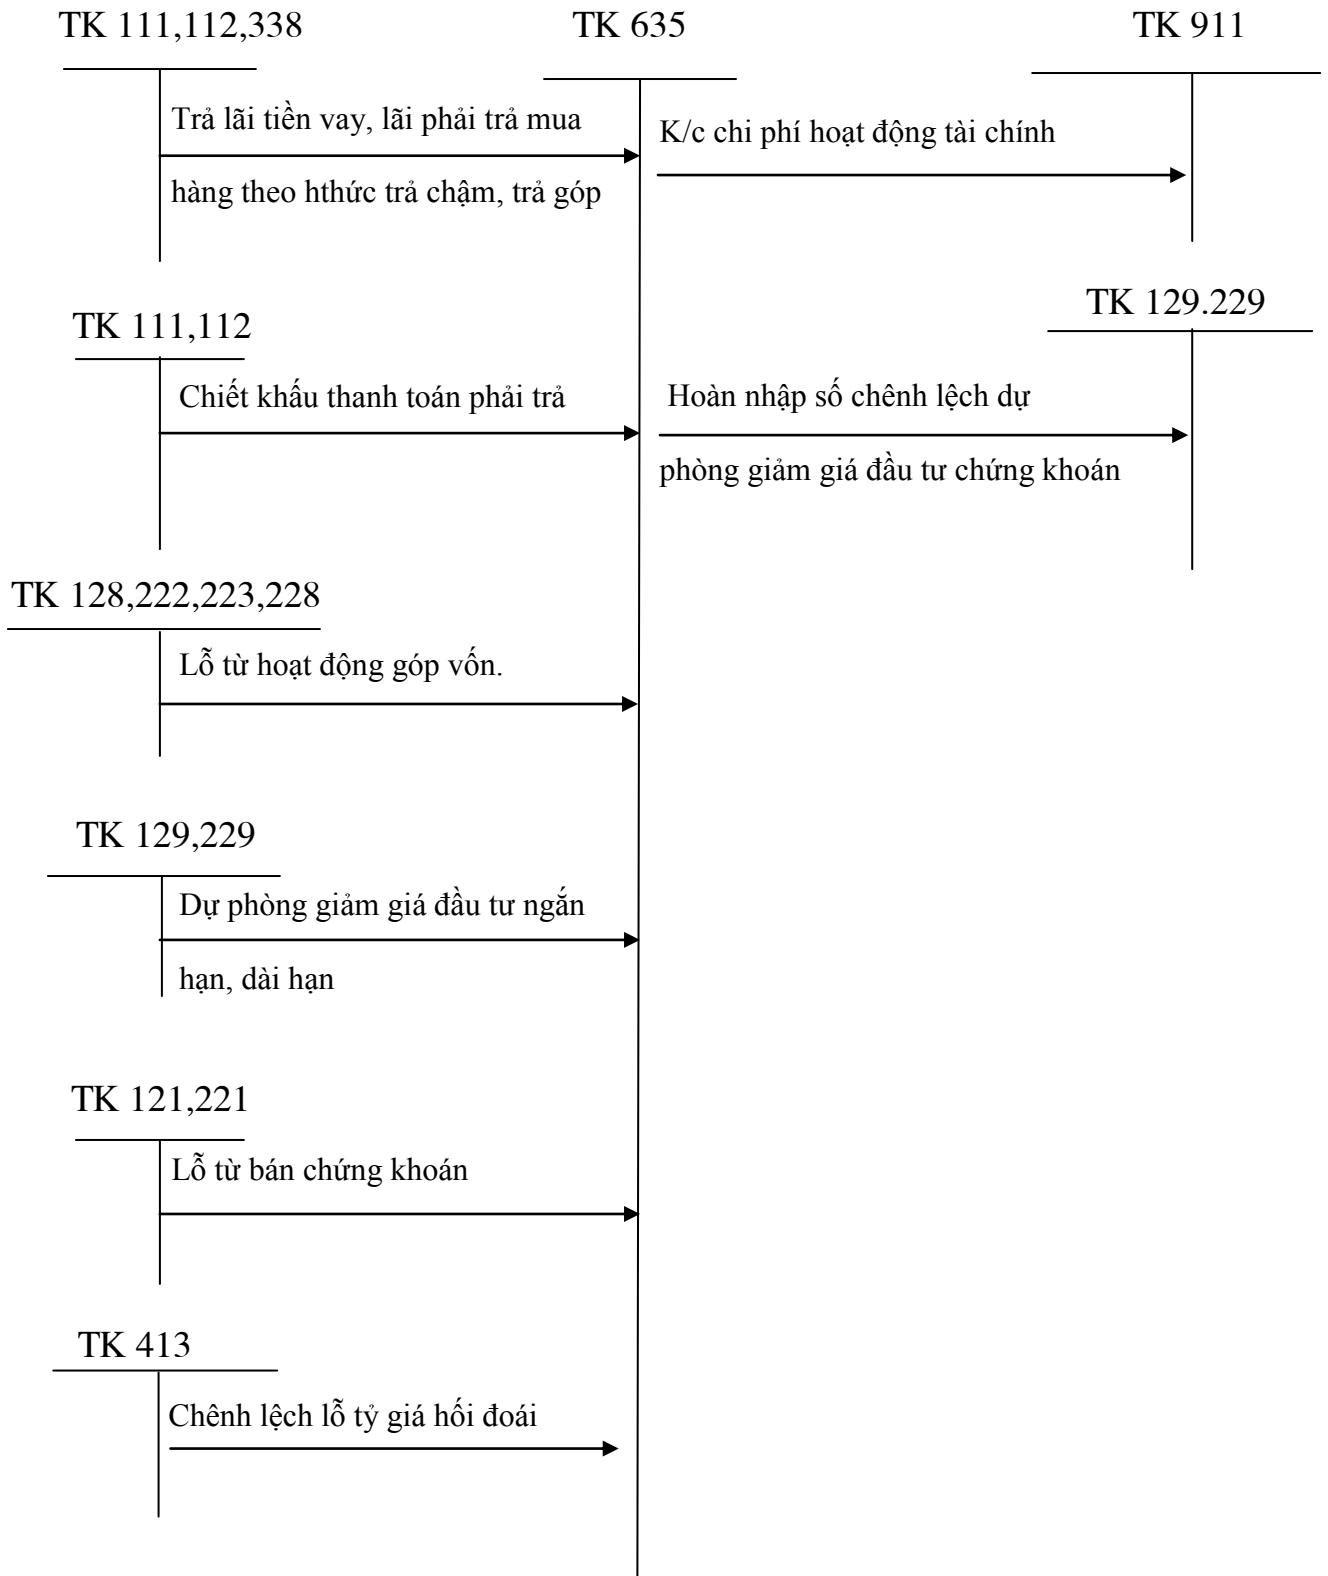 TK 111,112,338
TK 635
TK 911
Trả lãi tiền vay, lãi phải trả mua
hàng theo hthức trả chậm, trả góp
K/c chi phí hoạt động tài chính
TK 111,112
TK 129.229
Chiết khấu thanh toán phải trả
Hoàn nhập số chênh lệch dự
phòng giảm giá đầu tư chứng khoán
TK 128,222,223,228
Lỗ từ hoạt động góp vốn.
TK 129,229
Dự phòng giảm giá đầu tư ngắn
hạn, dài hạn
TK 121,221
Lỗ từ bán chứng khoán
TK 413
Chênh lệch lỗ tỷ giá hối đoái